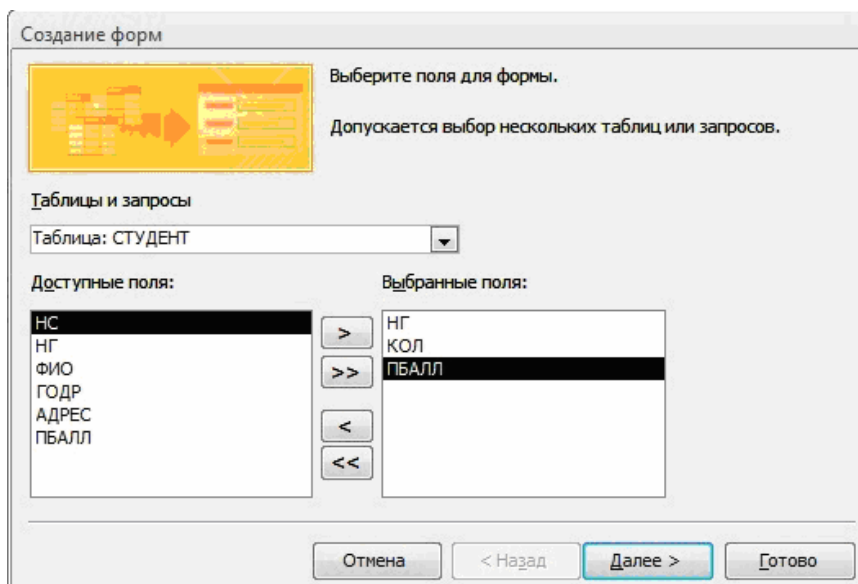 Создание форм
Выберите поля для формы.
Допускается выбор нескольких таблиц или запросов.
Таблицы и запросы
Таблица: СТУДЕНТ
Доступные поля:
Выбранные поля:
НС
НГ
ФИО
ГОДР
АДРЕС
ПБАЛЛ
>
>>
<
<<
НГ
КОЛ
ПБАЛЛ
Отмена
< Назад
Далее >
Готово